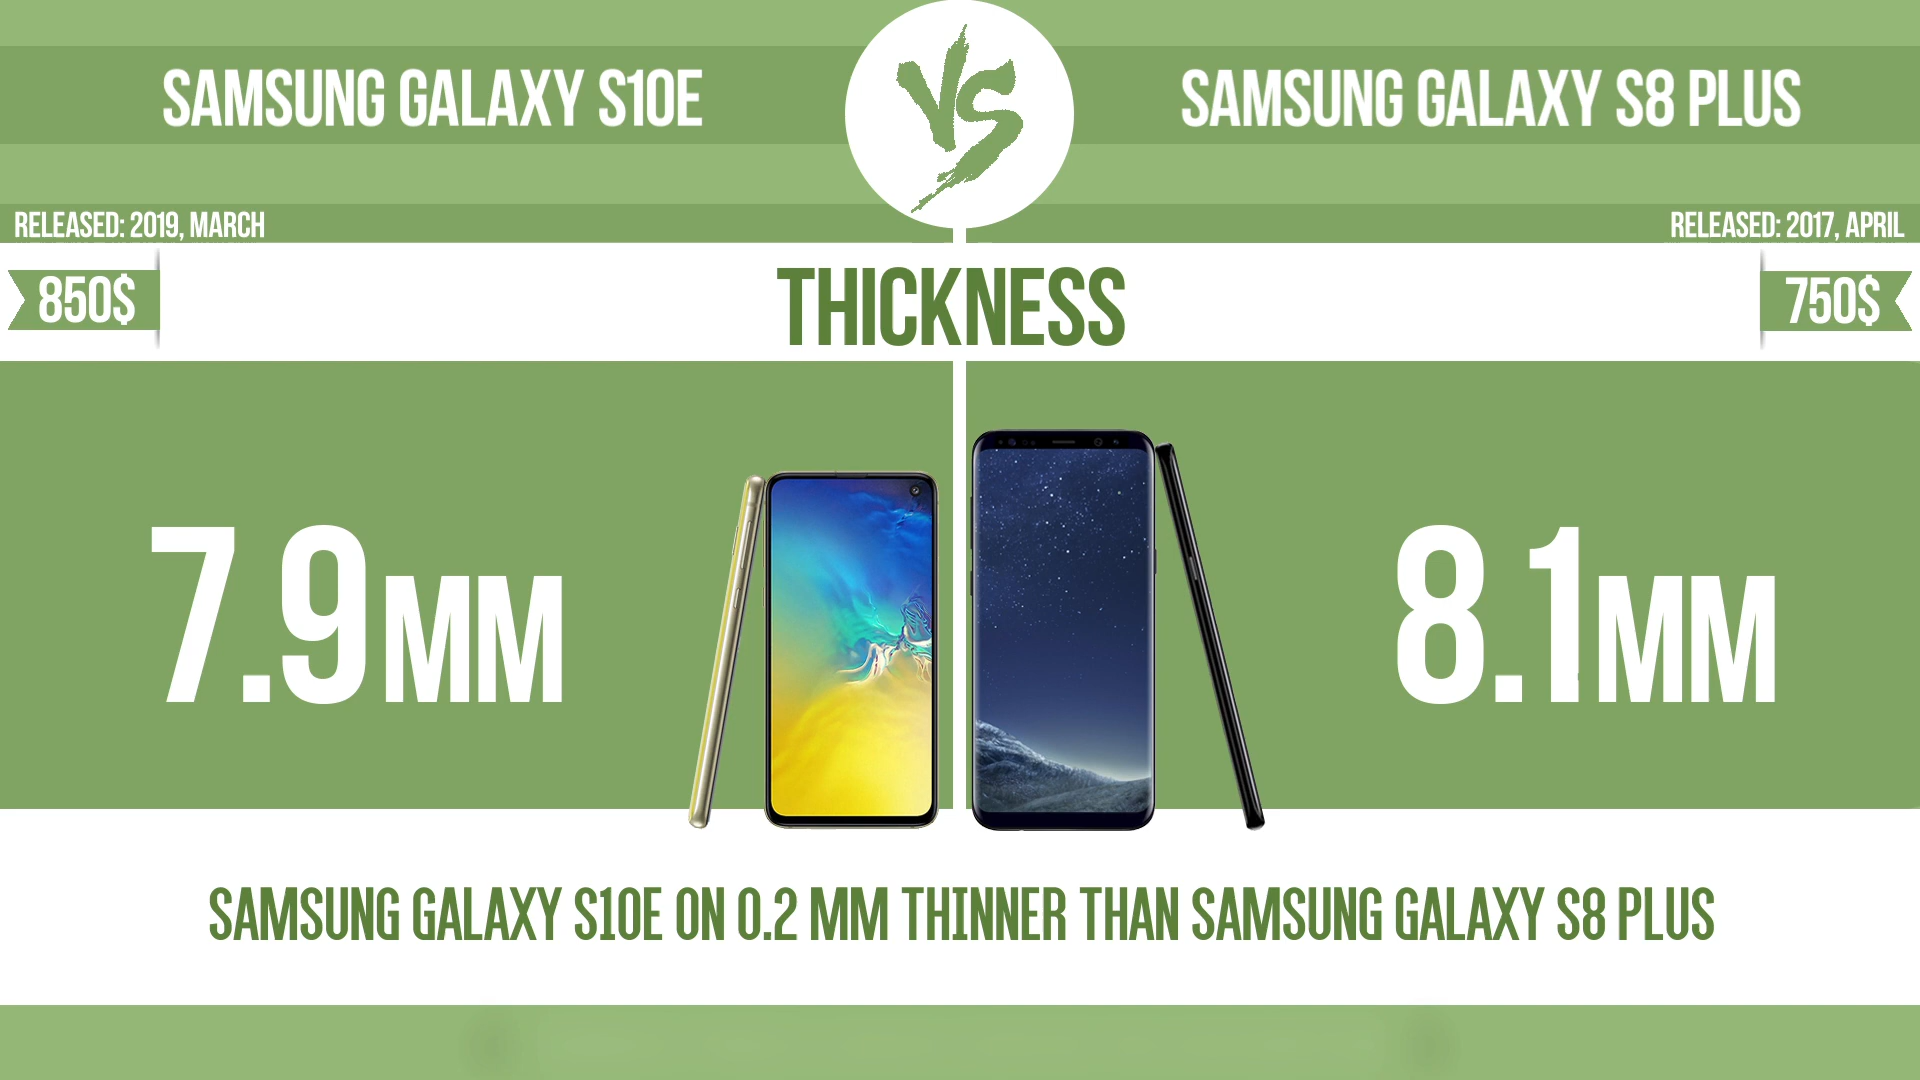 SAMSUNG GALAXY S10E
VS
SAMSUNG GALAXY S8 PLUS
RELEASED: 2019, MARCH
RELEASED: 2017, APRIL
850$
THICKNESS
750$
7.9MM
8.1MM
SAMSUNG GALAXY S10E ON 0.2 MM THINNER THAN SAMSUNG GALAXY S8 PLUS